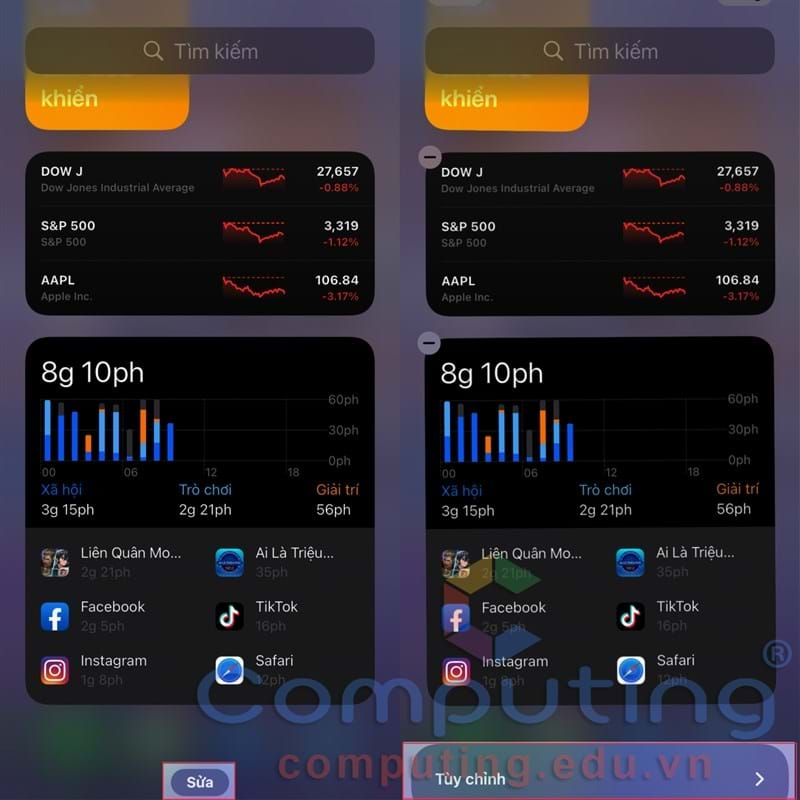 Tìm kiếm
khiển
DOW J 27,657
Dow Jones Industrial Average -0.88%
S&P 500 3,319
S&P 500 -1.12%
AAPL 106.84
Apple Inc. -3.17%
8g 10ph
60ph
30ph
0ph
00 06 12 18
Xã hội Trò chơi Giải trí
3g 15ph 2g 21ph 56ph
Liên Quân Mo... Ai Là Triệu...
2g 21ph 35ph
Facebook TikTok
2g 5ph 16ph
Instagram Safari
1g 8ph 12ph
Sửa
Tìm kiếm
khiển
DOW J 27,657
Dow Jones Industrial Average -0.88%
S&P 500 3,319
S&P 500 -1.12%
AAPL 106.84
Apple Inc. -3.17%
8g 10ph
60ph
30ph
0ph
00 06 12 18
Xã hội Trò chơi Giải trí
3g 15ph 2g 21ph 56ph
Liên Quân Mo... Ai Là Triệu...
2g 21ph 35ph
Facebook TikTok
2g 5ph 16ph
Instagram Safari
1g 8ph 12ph
Computing®
computing.edu.vn
Tùy chỉnh